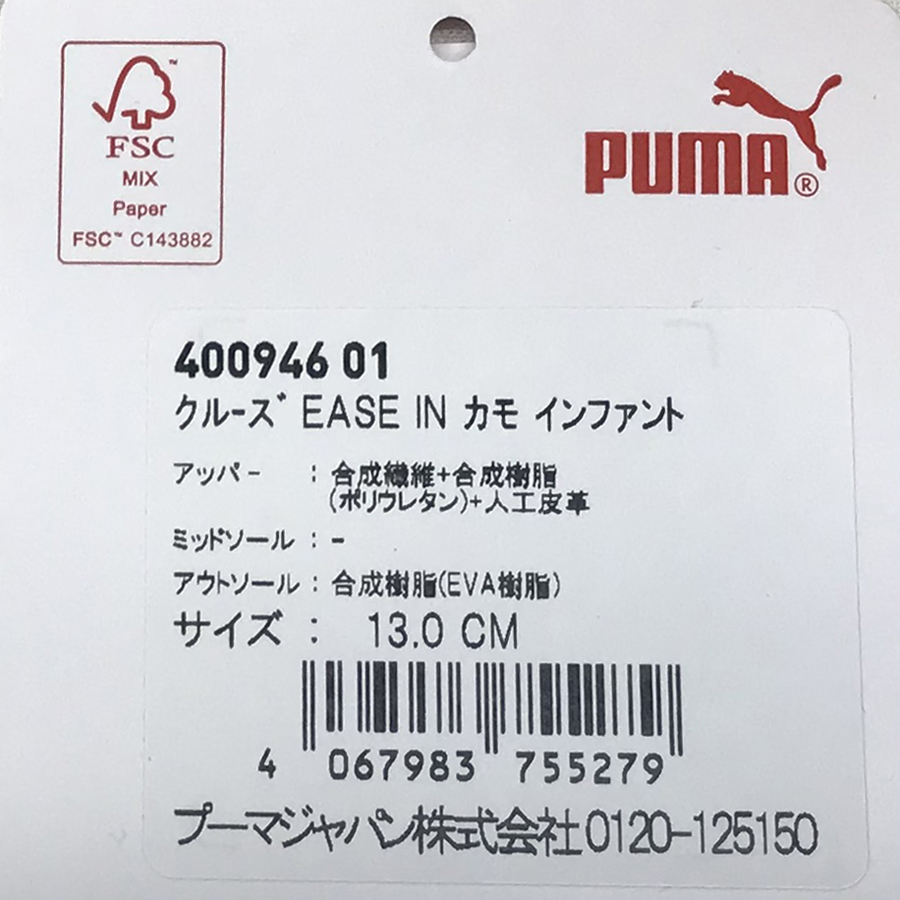 FSC
MIX
Paper
FSC™ C143882
PUMA®
400946 01
クルーズ EASE IN カモ インファント
アッパー : 合成繊維+合成樹脂
(ポリウレタン)+人工皮革
ミッドソール : -
アウトソール : 合成樹脂(EVA樹脂)
サイズ : 13.0 CM
4 067983 755279
プーマジャパン株式会社0120-125150